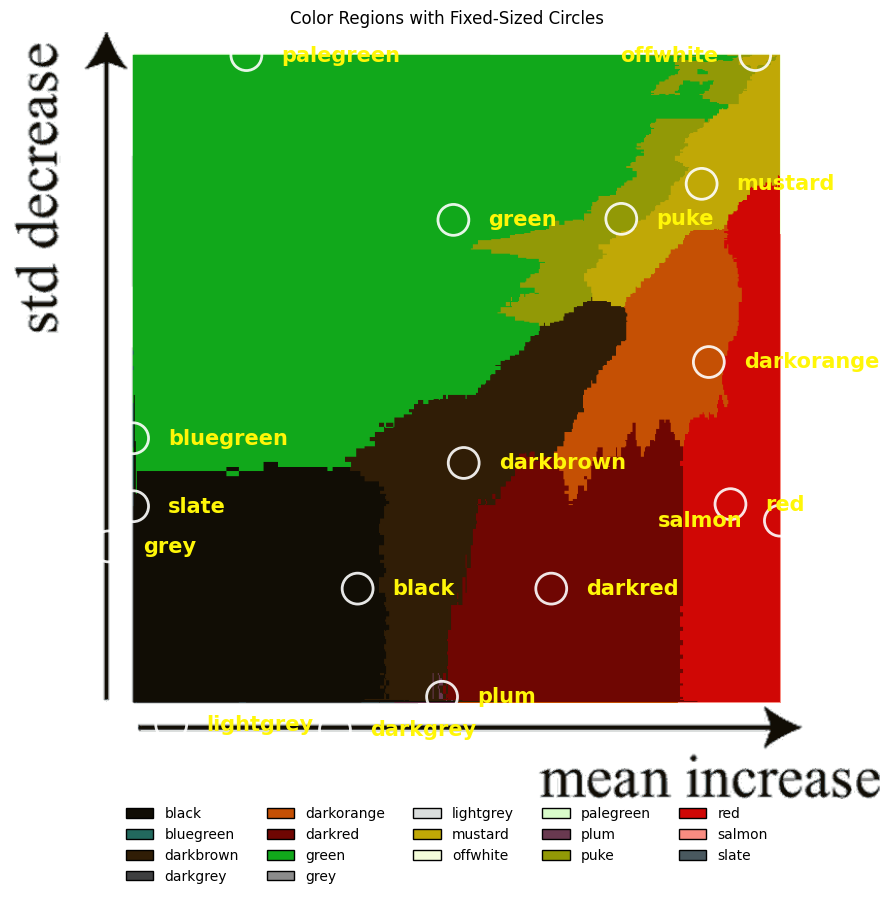 Color Regions with Fixed-Sized Circles
std decrease
palegreen
offwhite
mustard
green
puke
darkorange
bluegreen
darkbrown
slate
red
salmon
grey
black
darkred
plum
lightgrey
darkgrey
mean increase
black darkorange lightgrey palegreen red
bluegreen darkred mustard plum salmon
darkbrown green offwhite puke slate
darkgrey grey